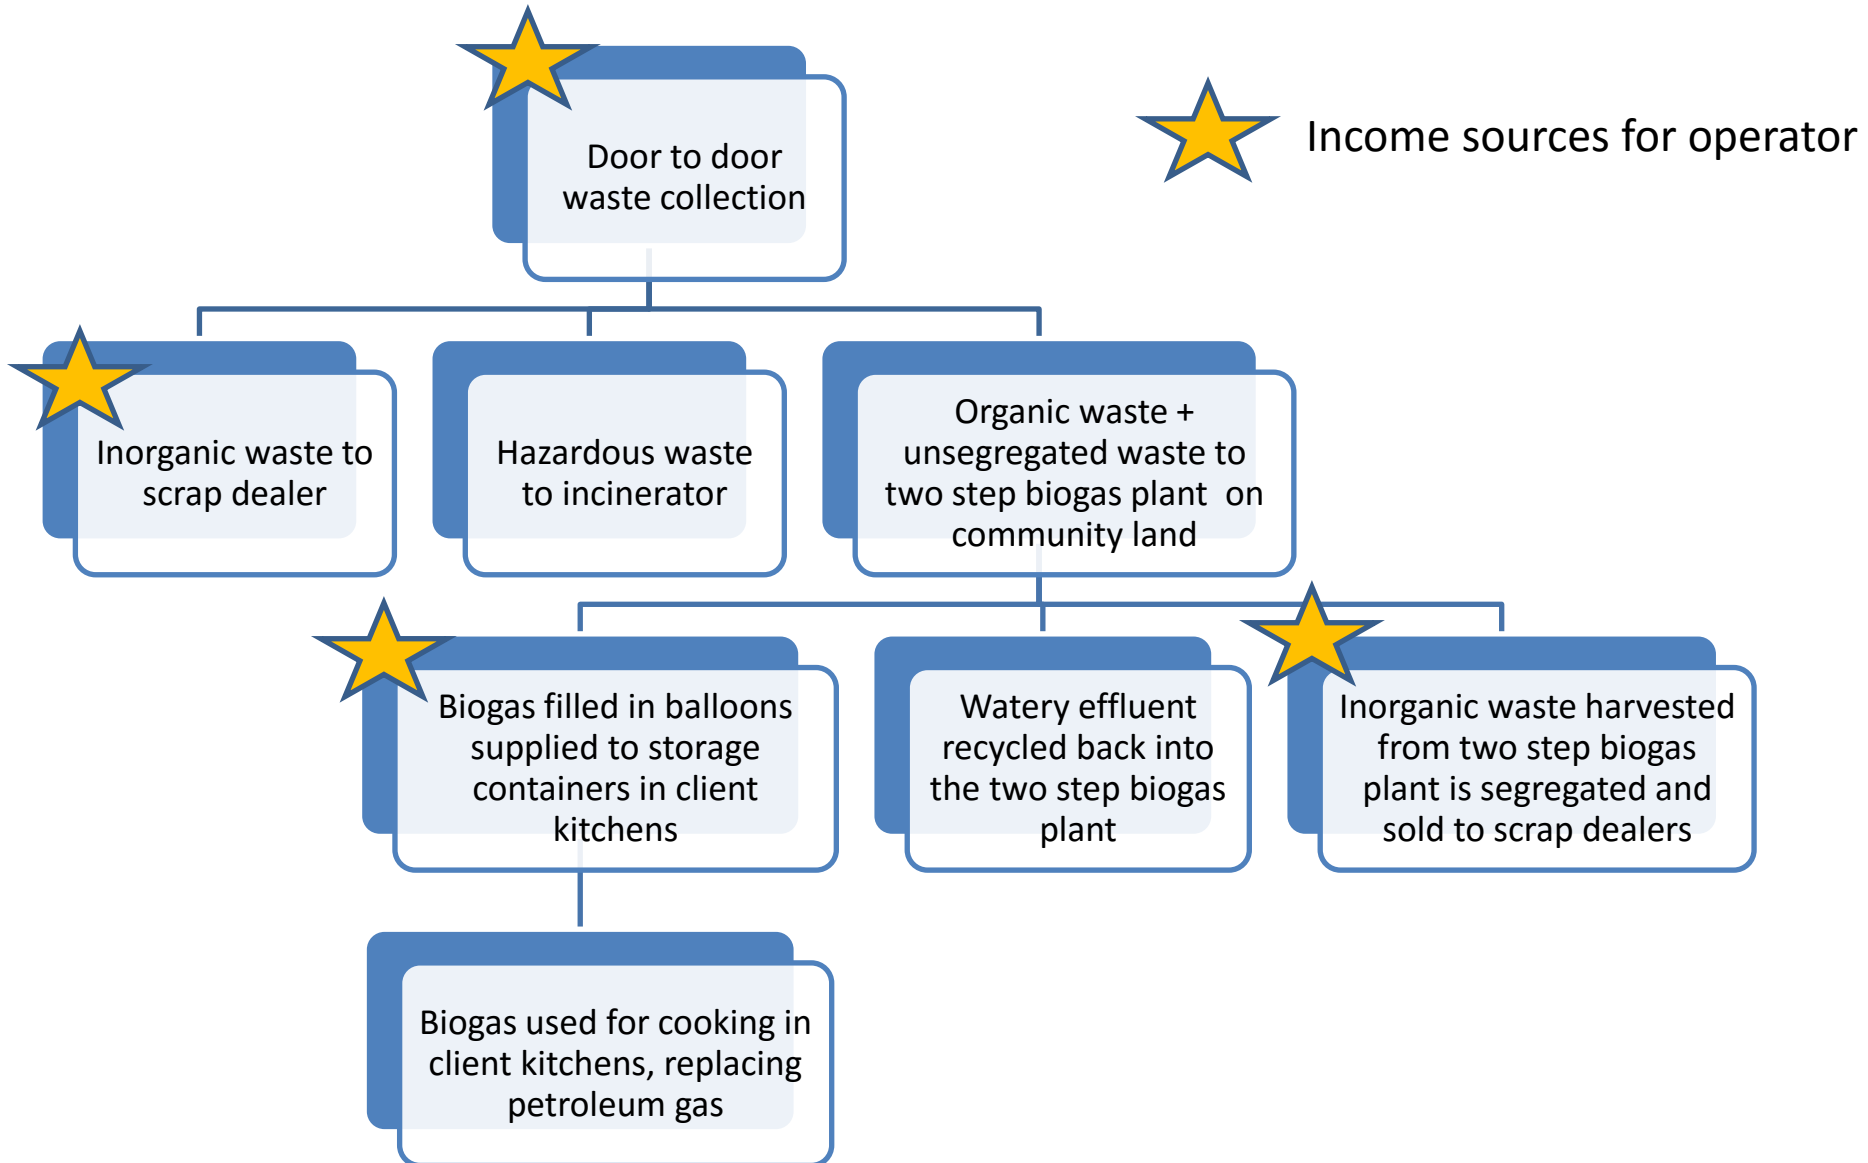 Door to door
waste collection
Income sources for operator
Inorganic waste to
scrap dealer
Hazardous waste
to incinerator
Organic waste +
unsegregated waste to
two step biogas plant on
community land
Biogas filled in balloons
supplied to storage
containers in client
kitchens
Watery effluent
recycled back into
the two step biogas
plant
Inorganic waste harvested
from two step biogas
plant is segregated and
sold to scrap dealers
Biogas used for cooking in
client kitchens, replacing
petroleum gas